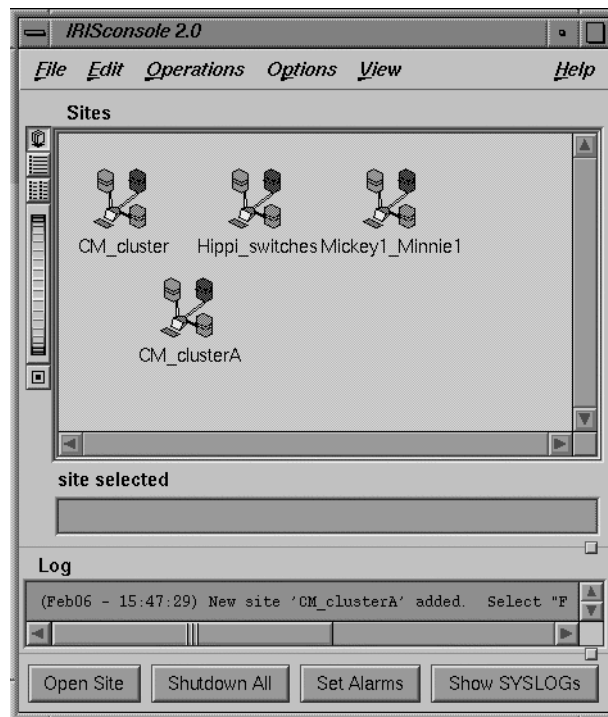 IRISconsole 2.0
File Edit Operations Options View Help
Sites
CM_cluster Hippi_switches Mickey1_Minnie1
CM_clusterA
site selected
Log
(Feb06 - 15:47:29) New site 'CM_clusterA' added. Select "F
Open Site Shutdown All Set Alarms Show SYSLOGs